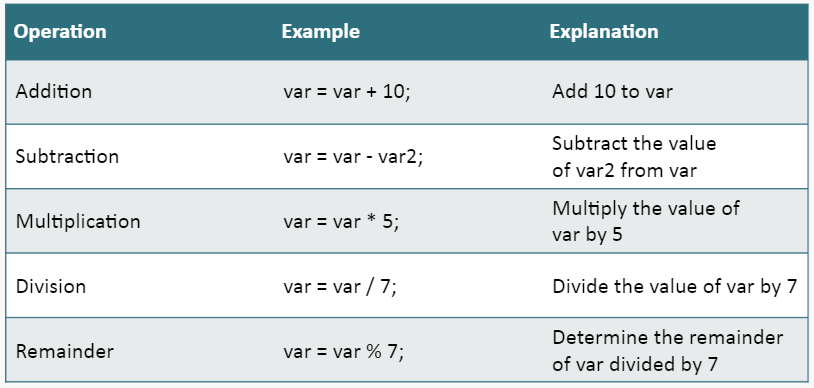 Operation Example Explanation
Addition var = var + 10; Add 10 to var
Subtraction var = var - var2; Subtract the value
of var2 from var
Multiplication var = var * 5; Multiply the value of
var by 5
Division var = var / 7; Divide the value of var by 7
Remainder var = var % 7; Determine the remainder
of var divided by 7